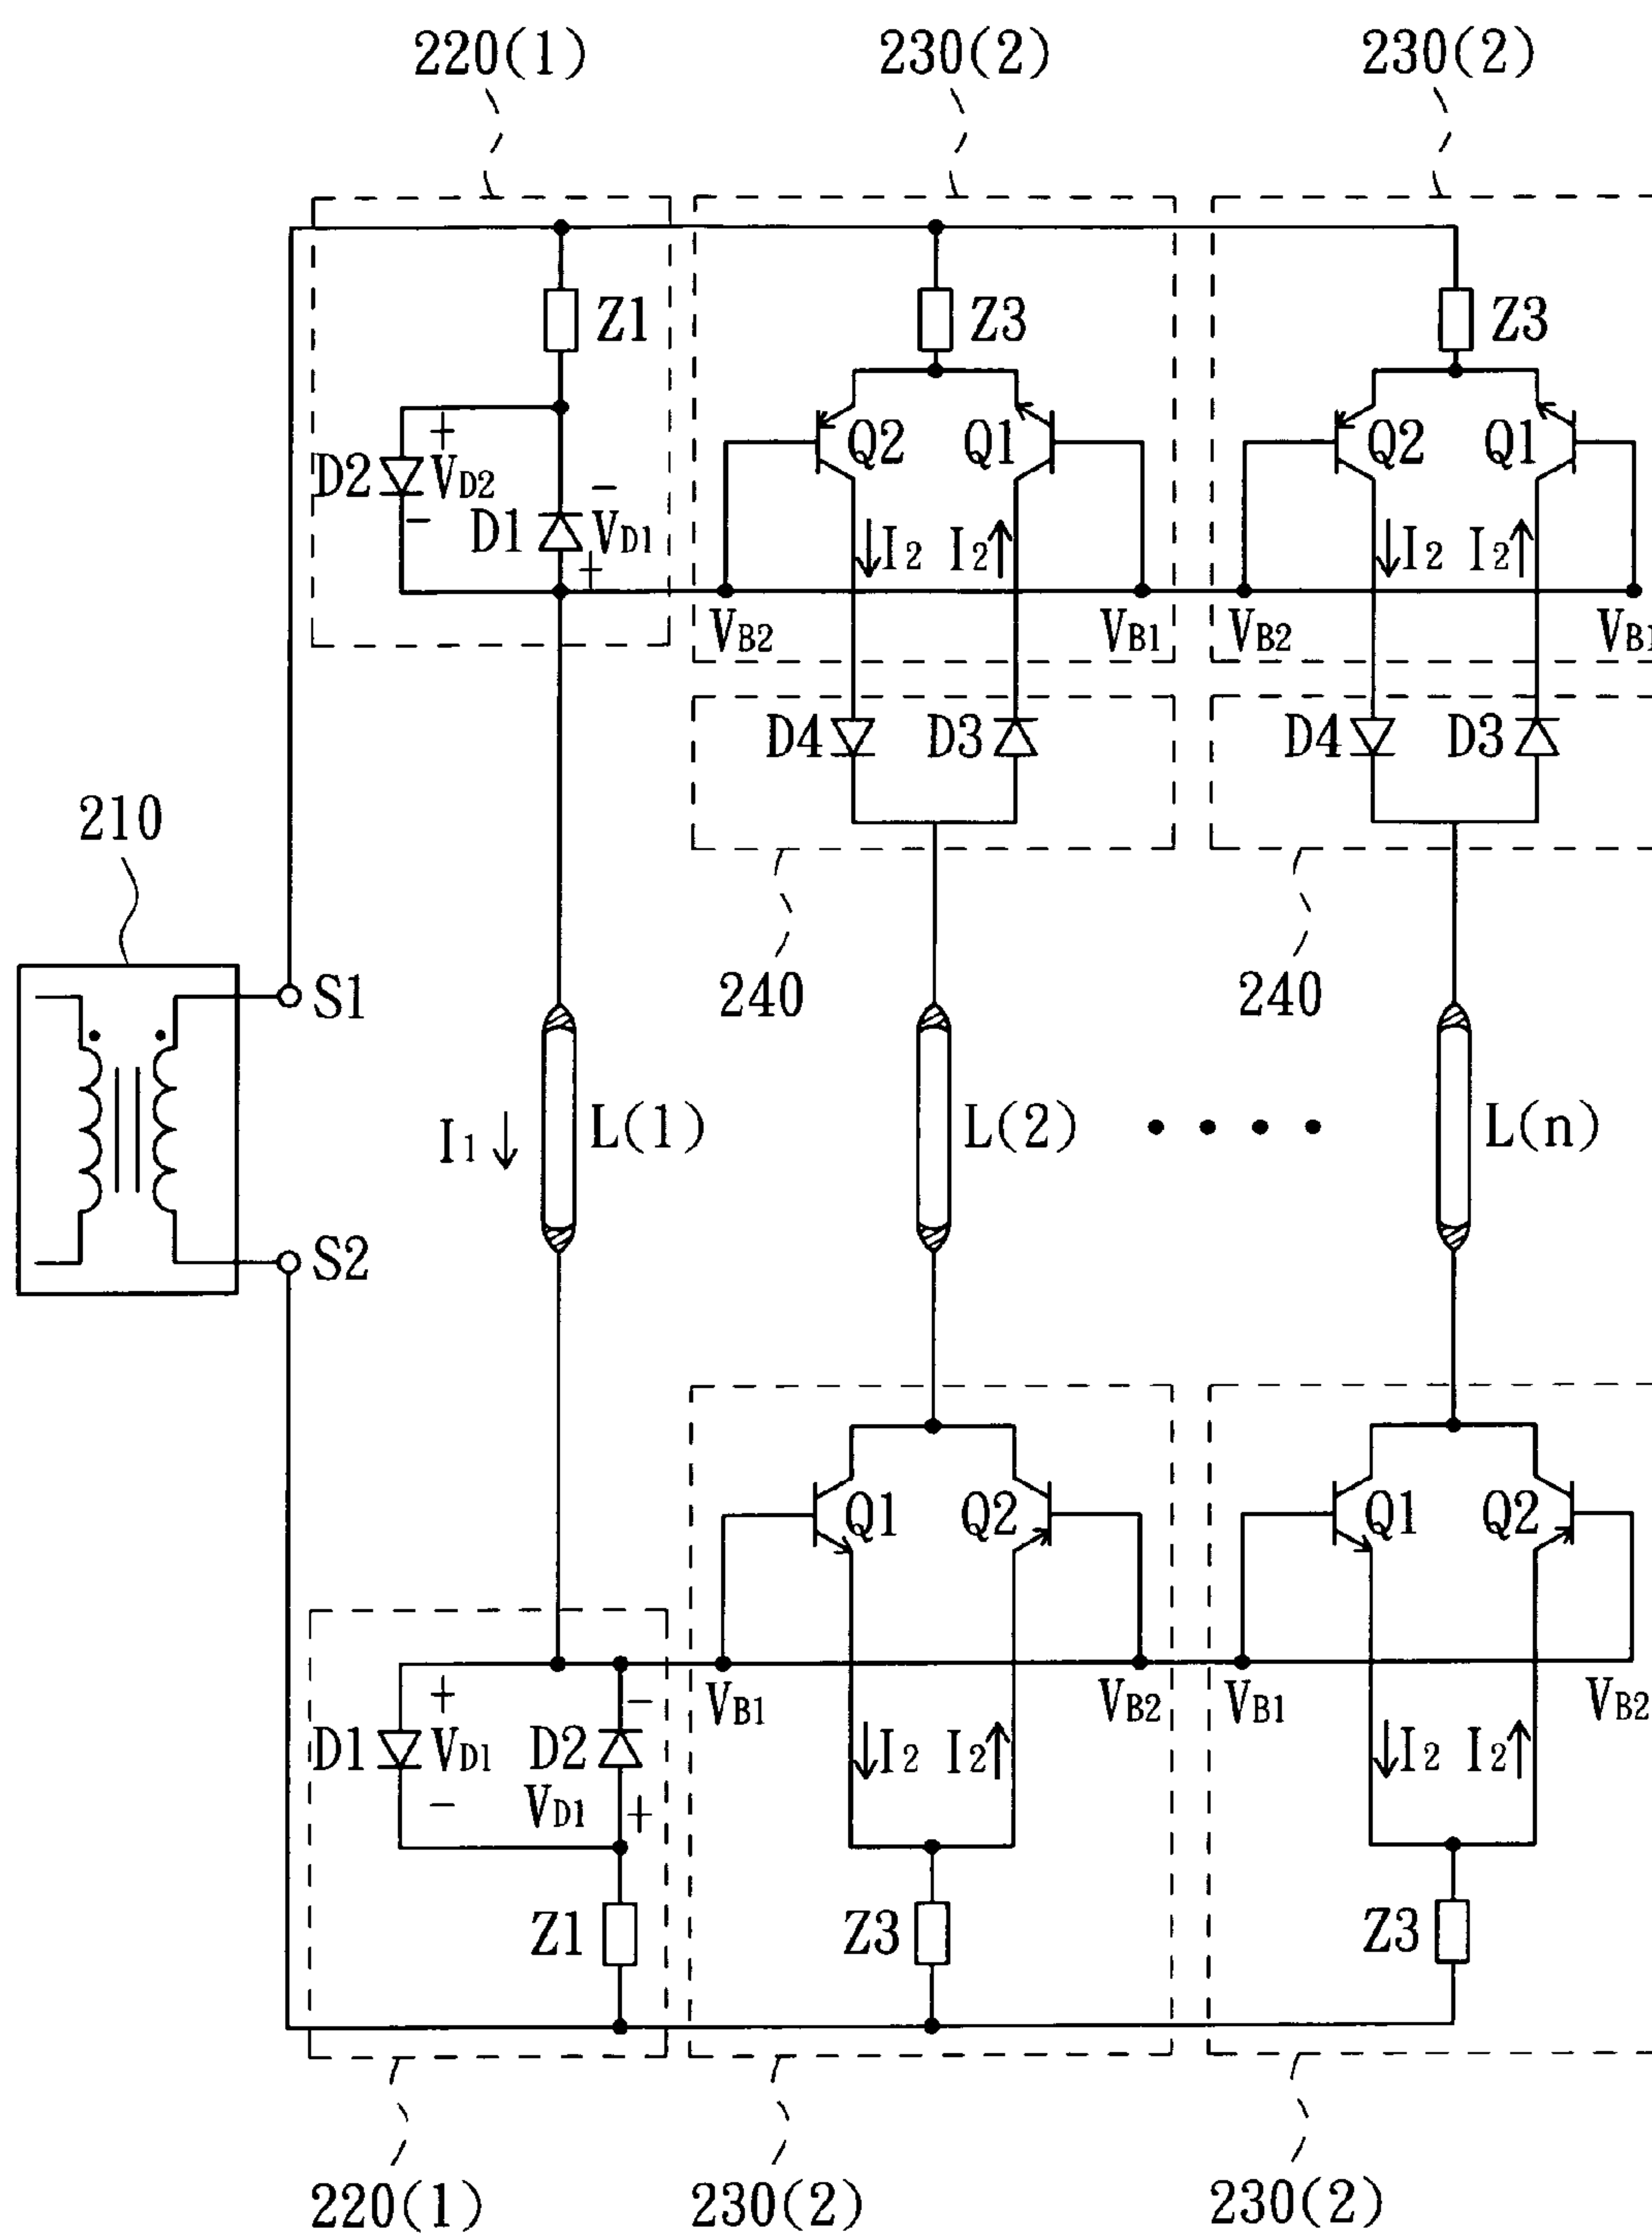 220(1) 230(2) 230(2)
Z1 Z3 Z3
D2 + VD2 - D1 - VD1 +
Q2 Q1 Q2 Q1
I2 I2 I2 I2
VB2 VB1 VB2 VB1
D4 D3 D4 D3
210
240 240
S1
I1 L(1) L(2) L(n)
S2
Q1 Q2 Q1 Q2
VB1 VB2 VB1 VB2
D1 + VD1 - D2 - VD1 +
I2 I2 I2 I2
Z1 Z3 Z3
220(1) 230(2) 230(2)